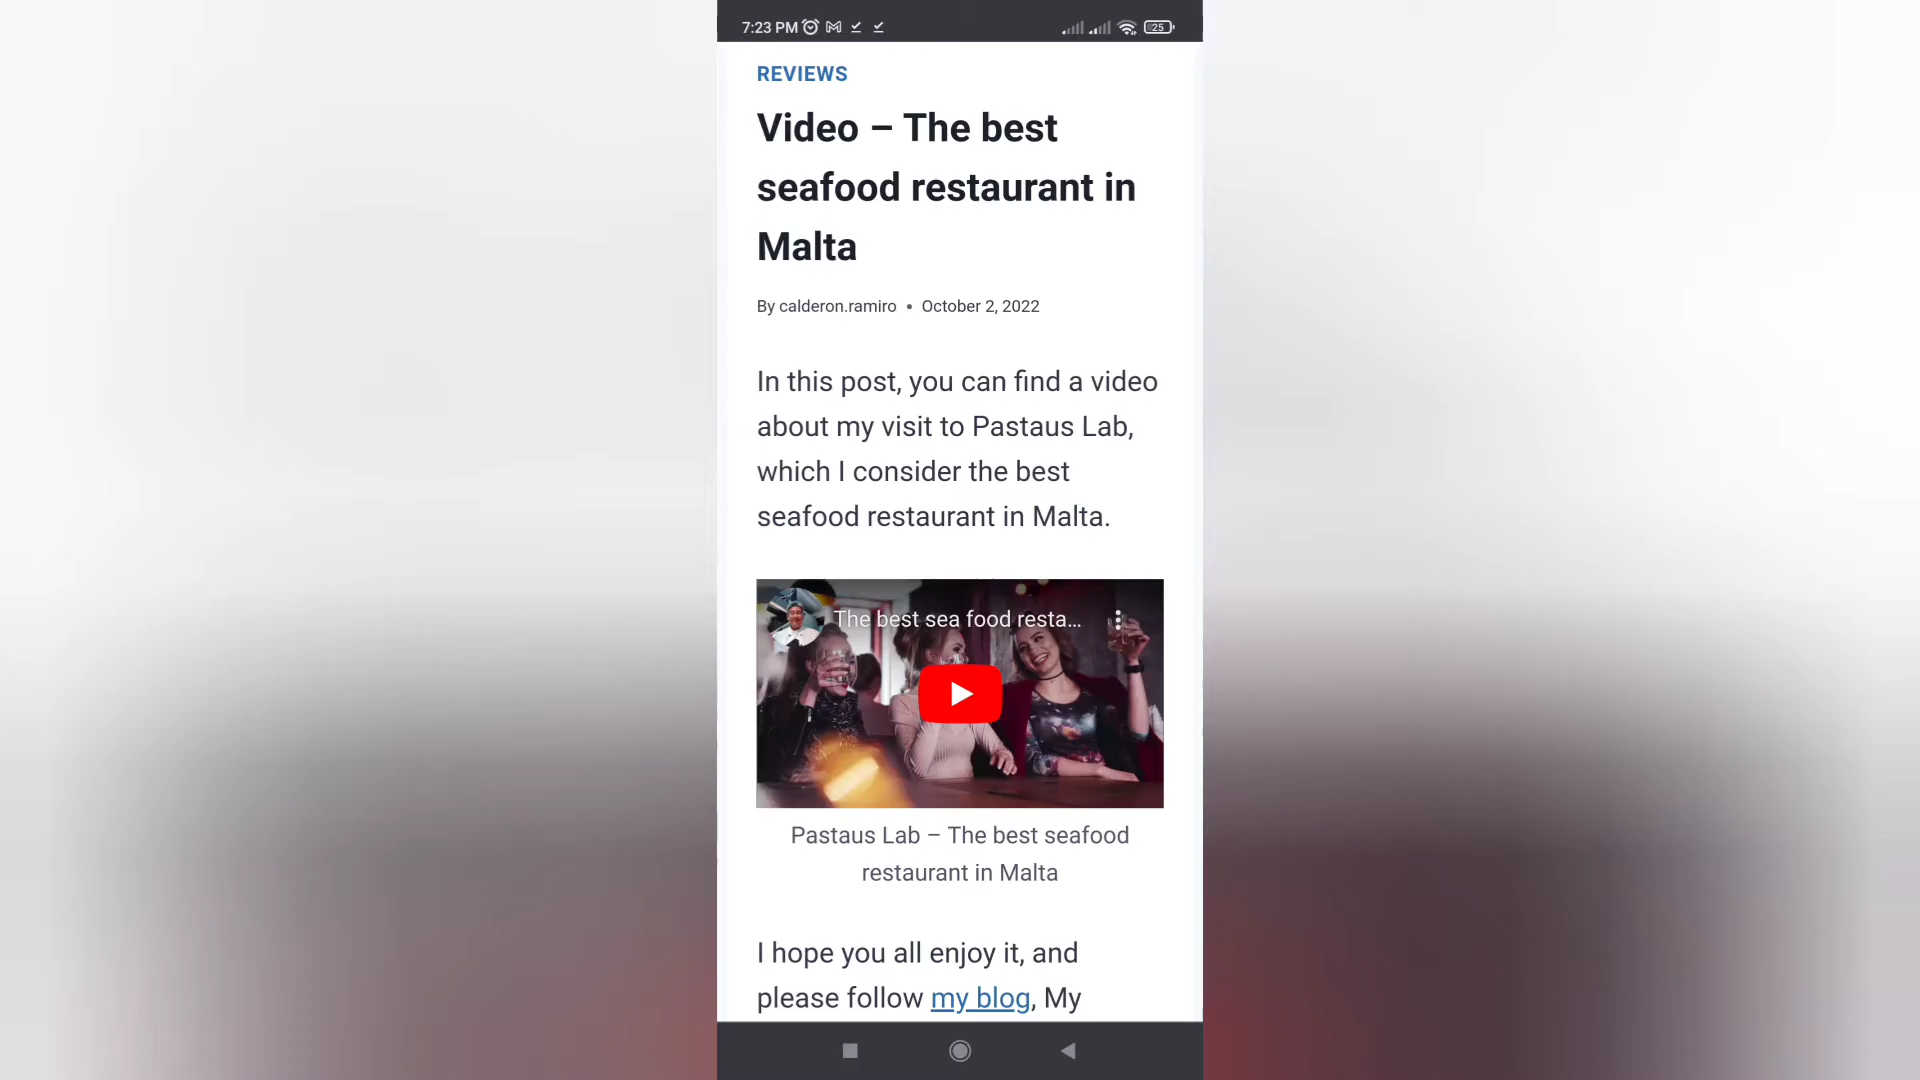 7:23 PM
25
REVIEWS
Video – The best
seafood restaurant in
Malta
By calderon.ramiro • October 2, 2022
In this post, you can find a video
about my visit to Pastaus Lab,
which I consider the best
seafood restaurant in Malta.
The best sea food resta...
Pastaus Lab – The best seafood
restaurant in Malta
I hope you all enjoy it, and
please follow my blog, My